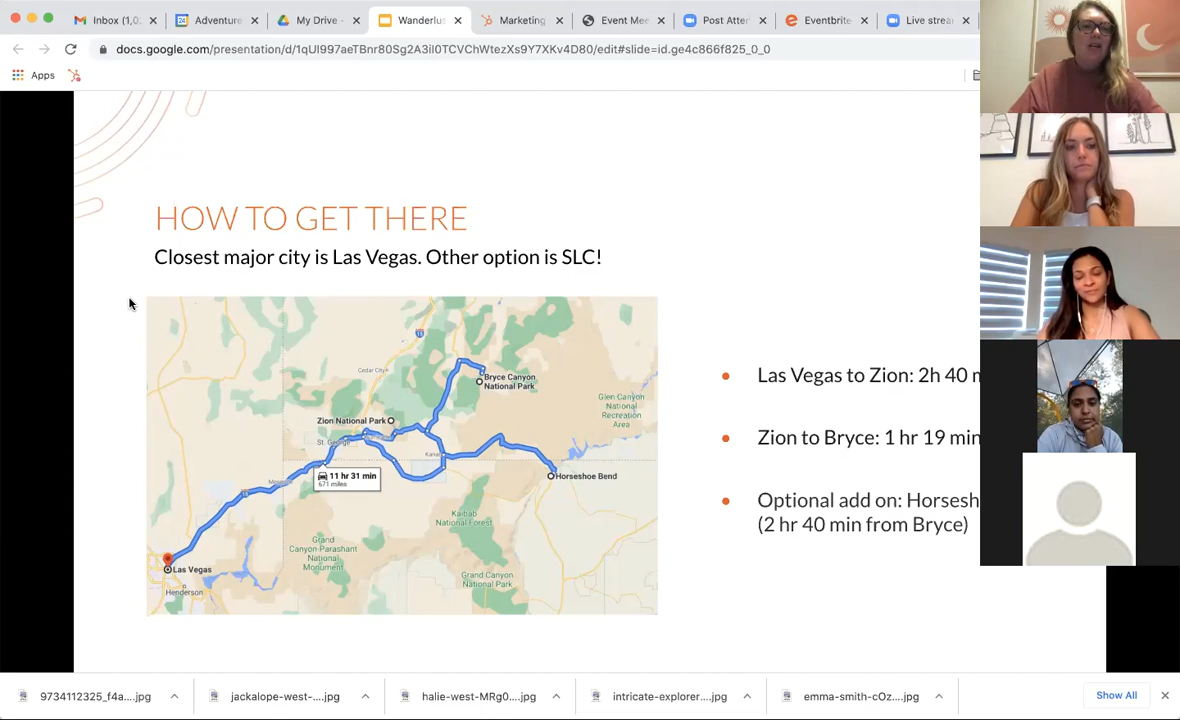 Inbox (1,0
Adventure
My Drive -
Wanderlus
Marketing
Event Mee
Post Atter
Eventbrite
Live strea
docs.google.com/presentation/d/1qUI997aeTBnr80Sg2A3il0TCVChWtezXs9Y7XKv4D80/edit#slide=id.ge4c866f825_0_0
Apps
HOW TO GET THERE
Closest major city is Las Vegas. Other option is SLC!
Cedar City
Bryce Canyon
National Park
Glen Canyon
National
Recreation
Area
Zion National Park
St. George
11 hr 31 min
671 miles
Horseshoe Bend
Kaibab
National Forest
Grand
Canyon-Parashant
National
Monument
Las Vegas
Henderson
Grand Canyon
National Park
Las Vegas to Zion: 2h 40 m
Zion to Bryce: 1 hr 19 min
Optional add on: Horsesh
(2 hr 40 min from Bryce)
9734112325_f4a....jpg
jackalope-west-....jpg
halie-west-MRg0....jpg
intricate-explorer....jpg
emma-smith-cOz....jpg
Show All